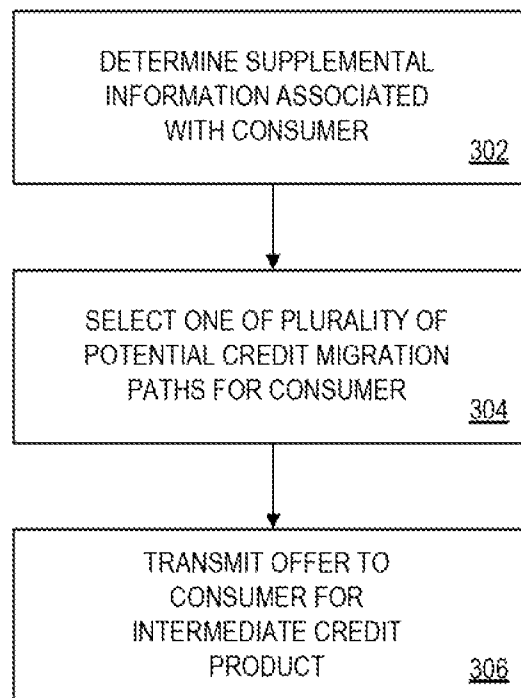 DETERMINE SUPPLEMENTAL
INFORMATION ASSOCIATED
WITH CONSUMER
302
SELECT ONE OF PLURALITY OF
POTENTIAL CREDIT MIGRATION
PATHS FOR CONSUMER
304
TRANSMIT OFFER TO
CONSUMER FOR
INTERMEDIATE CREDIT
PRODUCT
306